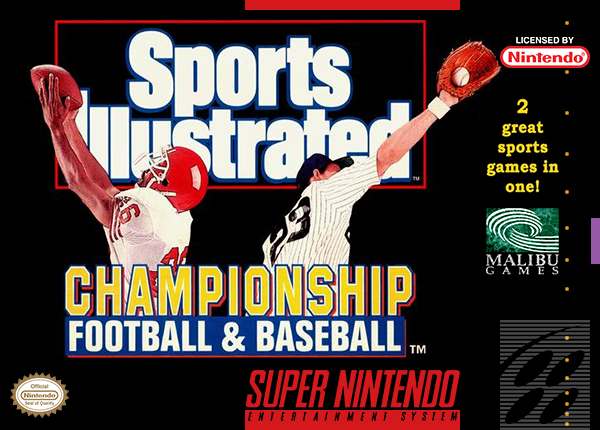 Sports
Illustrated
™
CHAMPIONSHIP
FOOTBALL & BASEBALL ™
LICENSED BY
Nintendo
2
great
sports
games in
one!
MALIBU
GAMES
Official
Nintendo
Seal of Quality
SUPER NINTENDO
ENTERTAINMENT SYSTEM